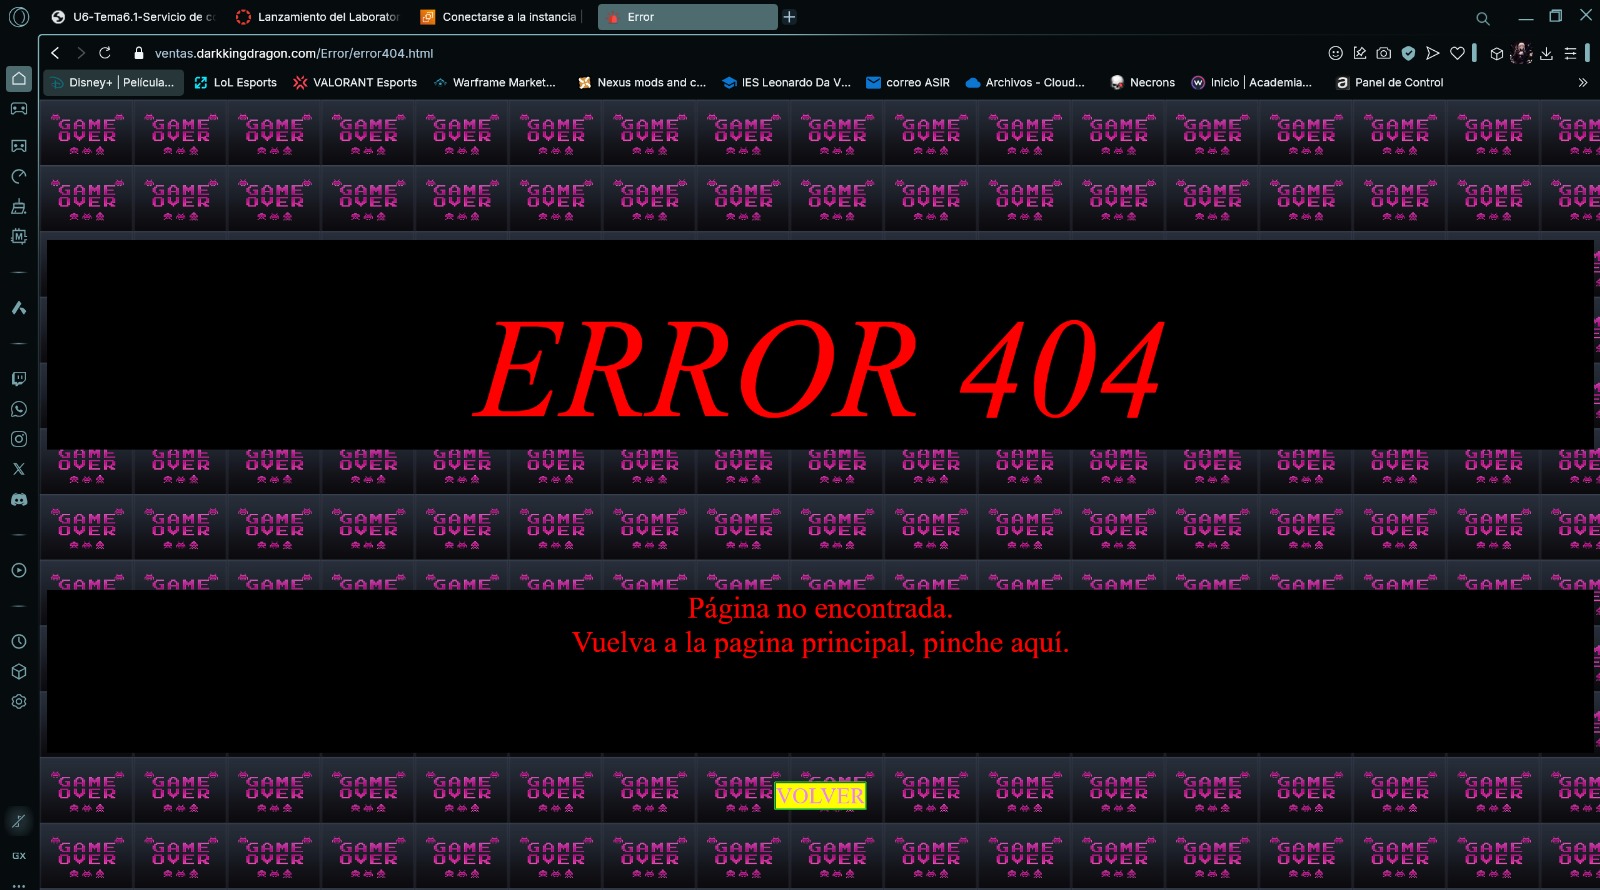 U6-Tema6.1-Servicio de c
Lanzamiento del Laborator
Conectarse a la instancia
Error
ventas.darkkingdragon.com/Error/error404.html
Disney+ | Película...
LoL Esports
VALORANT Esports
Warframe Market...
Nexus mods and c...
IES Leonardo Da V...
correo ASIR
Archivos - Cloud...
Necrons
Inicio | Academia...
Panel de Control
GAME OVER
ERROR 404
Página no encontrada.
Vuelva a la pagina principal, pinche aquí.
VOLVER
GX